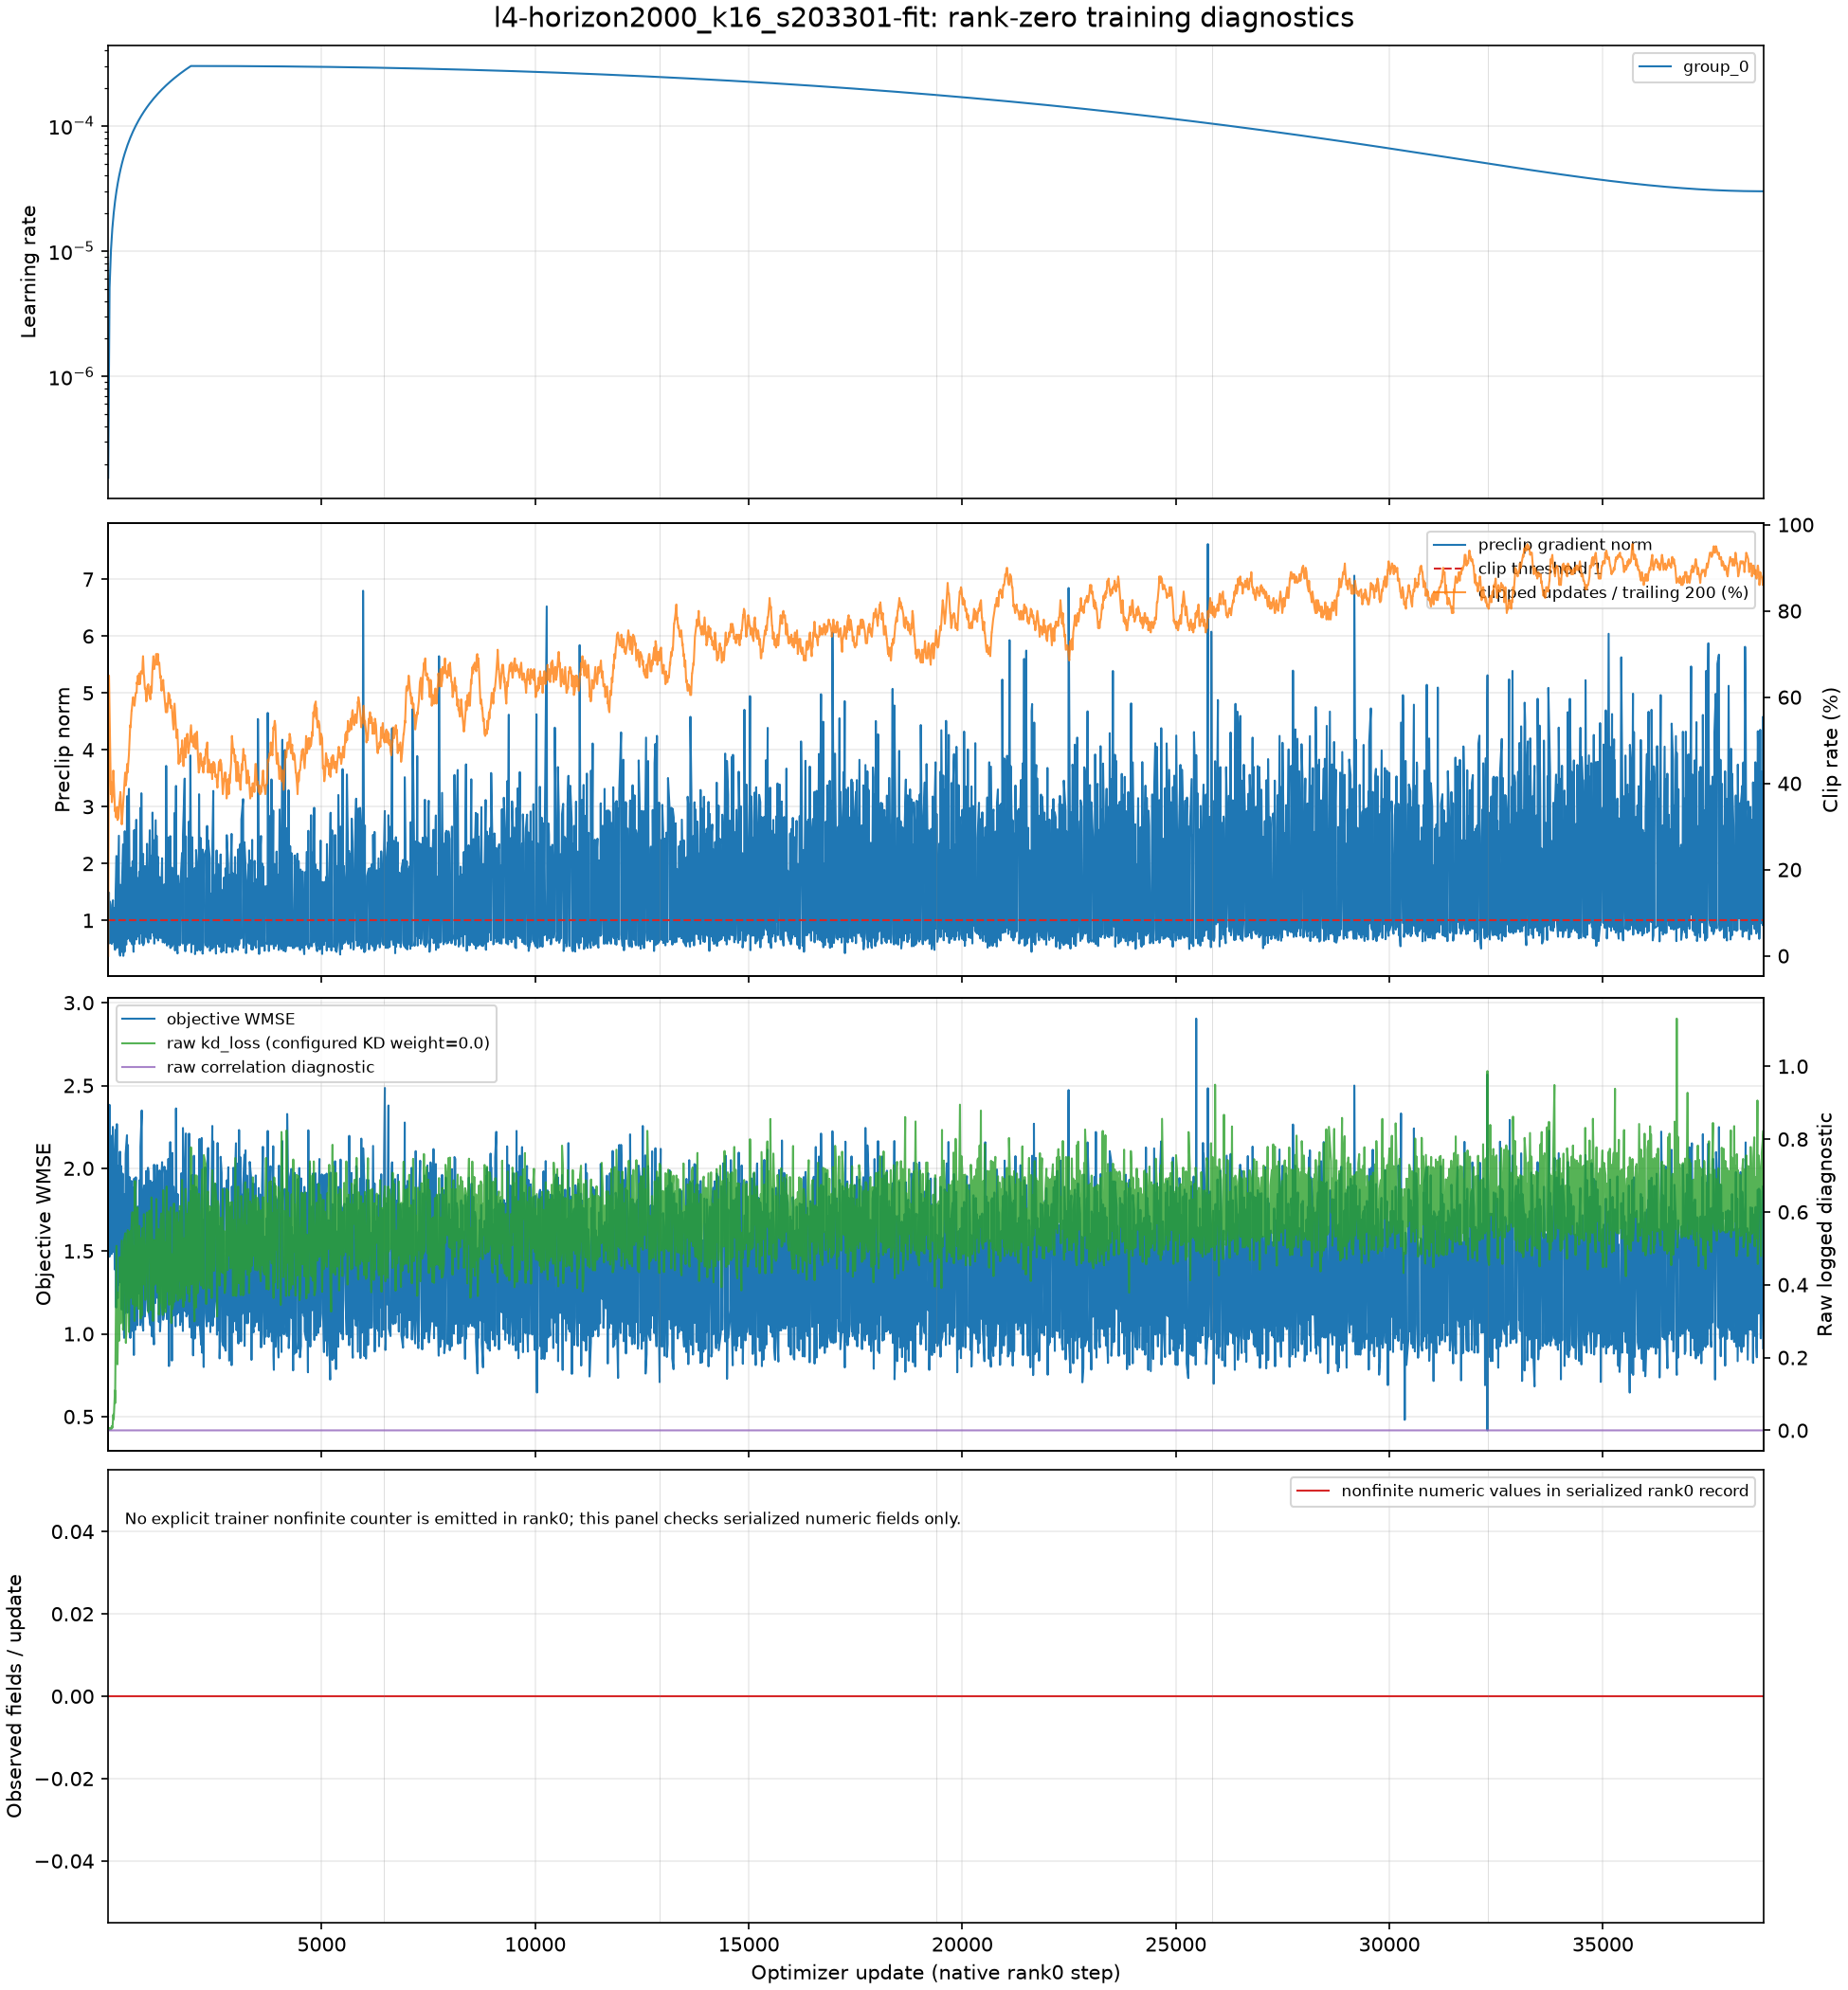 l4-horizon2000_k16_s203301-fit: rank-zero training diagnostics
group_0
10⁻⁴
10⁻⁵
10⁻⁶
Learning rate
preclip gradient norm
clip threshold 1
clipped updates / trailing 200 (%)
7
6
5
4
3
2
1
Preclip norm
100
80
60
40
20
0
Clip rate (%)
objective WMSE
raw kd_loss (configured KD weight=0.0)
raw correlation diagnostic
3.0
2.5
2.0
1.5
1.0
0.5
Objective WMSE
1.0
0.8
0.6
0.4
0.2
0.0
Raw logged diagnostic
nonfinite numeric values in serialized rank0 record
No explicit trainer nonfinite counter is emitted in rank0; this panel checks serialized numeric fields only.
0.04
0.02
0.00
−0.02
−0.04
Observed fields / update
5000
10000
15000
20000
25000
30000
35000
Optimizer update (native rank0 step)